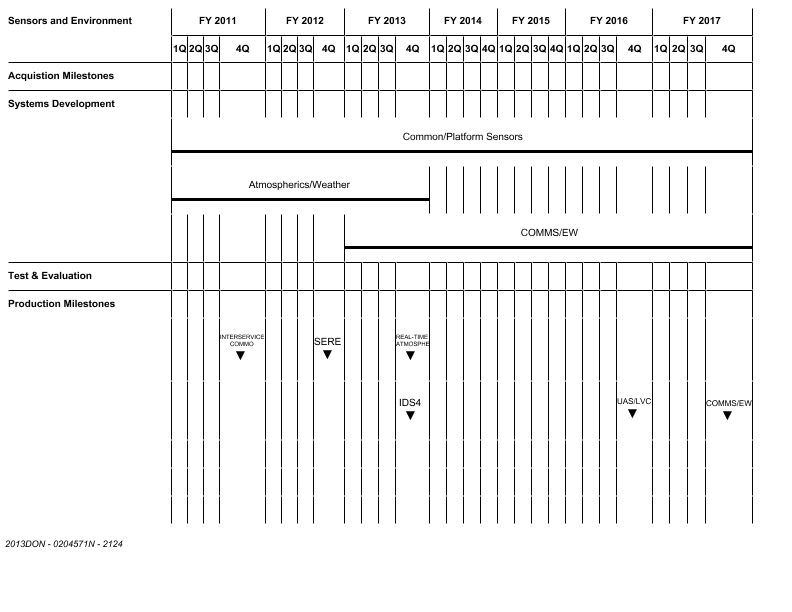 Sensors and Environment FY 2011 FY 2012 FY 2013 FY 2014 FY 2015 FY 2016 FY 2017
1Q 2Q 3Q 4Q 1Q 2Q 3Q 4Q 1Q 2Q 3Q 4Q 1Q 2Q 3Q 4Q 1Q 2Q 3Q 4Q 1Q 2Q 3Q 4Q 1Q 2Q 3Q 4Q
Acquistion Milestones
Systems Development
Common/Platform Sensors
Atmospherics/Weather
COMMS/EW
Test & Evaluation
Production Milestones
INTERSERVICE
COMMO
SERE
REAL-TIME
ATMOSPHE
IDS4
UAS/LVC
COMMS/EW
2013DON - 0204571N - 2124